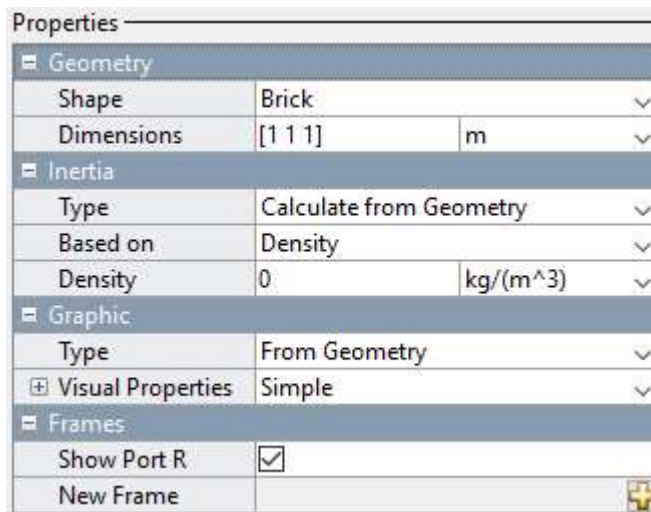 Properties
Geometry
Shape Brick
Dimensions [1 1 1] m
Inertia
Type Calculate from Geometry
Based on Density
Density 0 kg/(m^3)
Graphic
Type From Geometry
Visual Properties Simple
Frames
Show Port R
New Frame